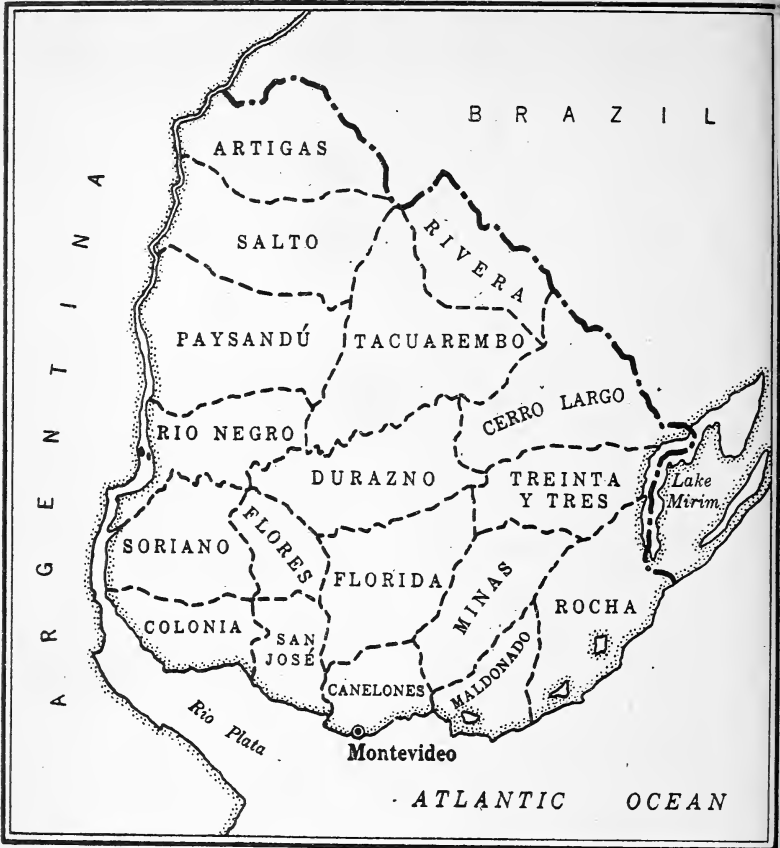 BRAZIL
ARGENTINA
ARTIGAS
SALTO
RIVERA
PAYSANDÚ
TACUAREMBO
RIO NEGRO
CERRO LARGO
DURAZNO
TREINTA
Y TRES
Lake
Mirim
SORIANO
FLORES
FLORIDA
MINAS
ROCHA
COLONIA
SAN
JOSÉ
CANELONES
MALDONADO
Rio Plata
Montevideo
ATLANTIC OCEAN